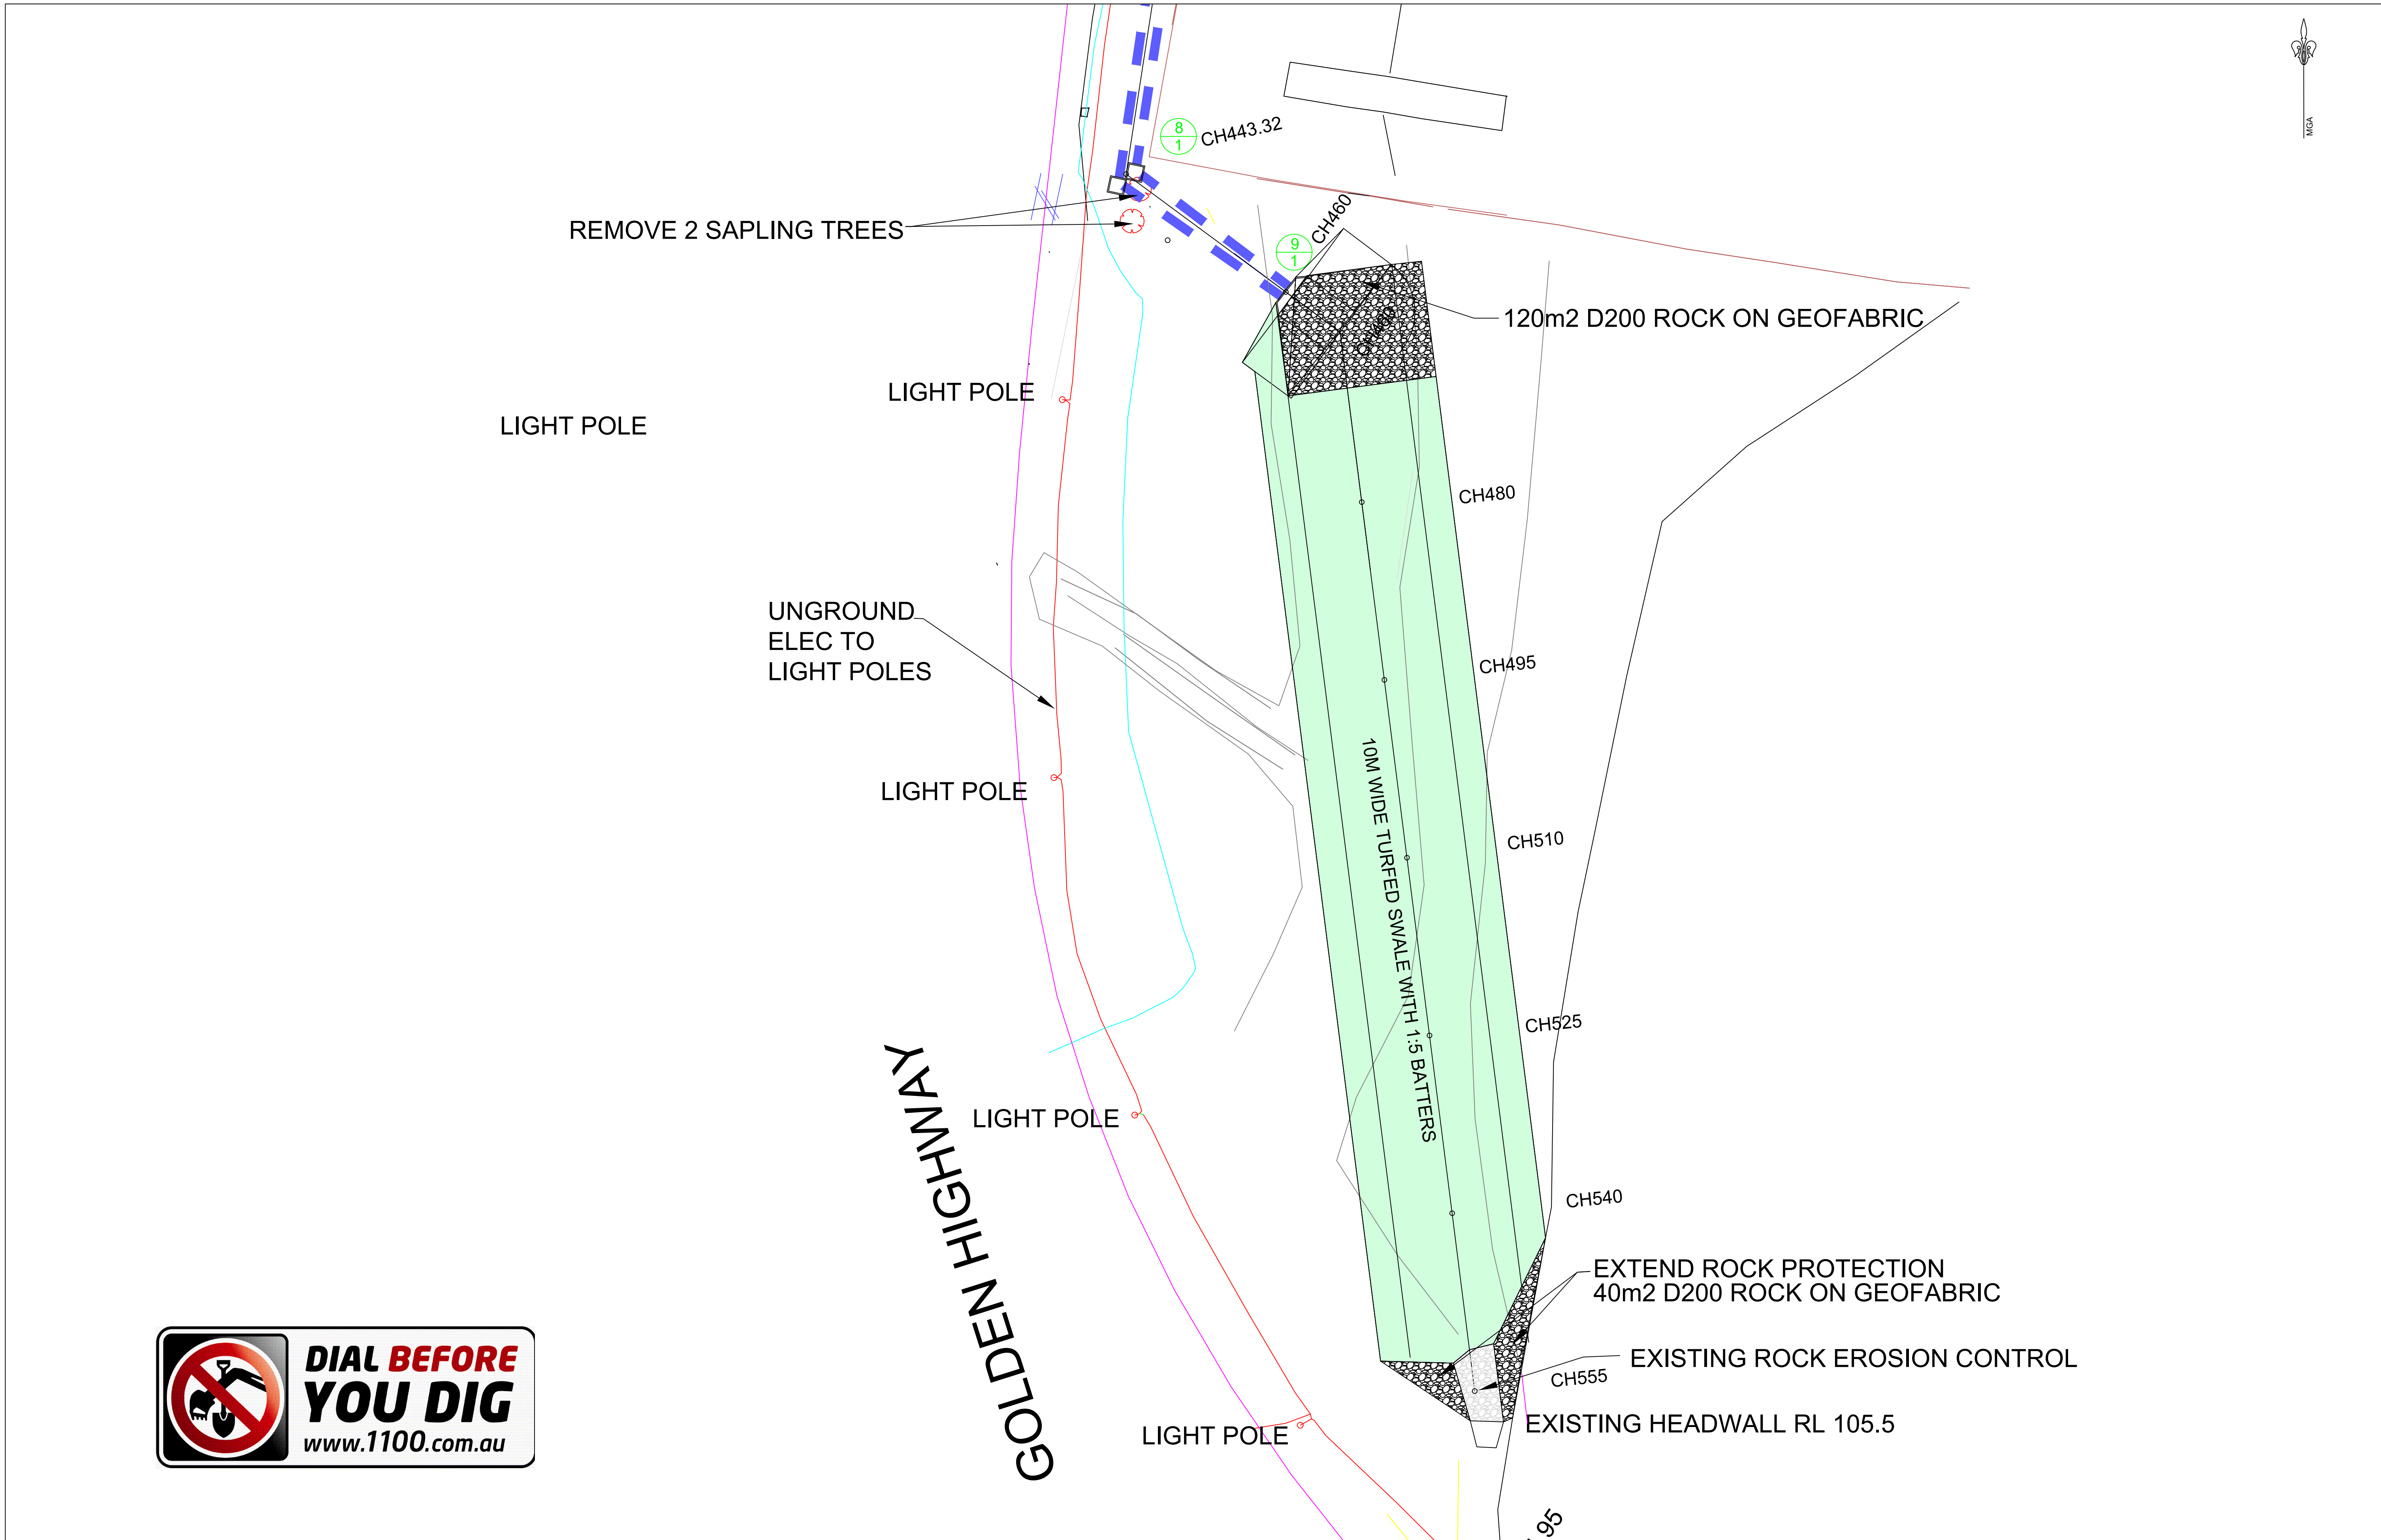 MGA
8
1
CH443.32
REMOVE 2 SAPLING TREES
9
1
CH460
120m2 D200 ROCK ON GEOFABRIC
LIGHT POLE
LIGHT POLE
CH480
UNGROUND
ELEC TO
LIGHT POLES
CH495
10M WIDE TURFED SWALE WITH 1:5 BATTERS
LIGHT POLE
CH510
CH525
GOLDEN HIGHWAY
LIGHT POLE
CH540
EXTEND ROCK PROTECTION
40m2 D200 ROCK ON GEOFABRIC
EXISTING ROCK EROSION CONTROL
CH555
EXISTING HEADWALL RL 105.5
LIGHT POLE
DIAL BEFORE
YOU DIG
www.1100.com.au
95